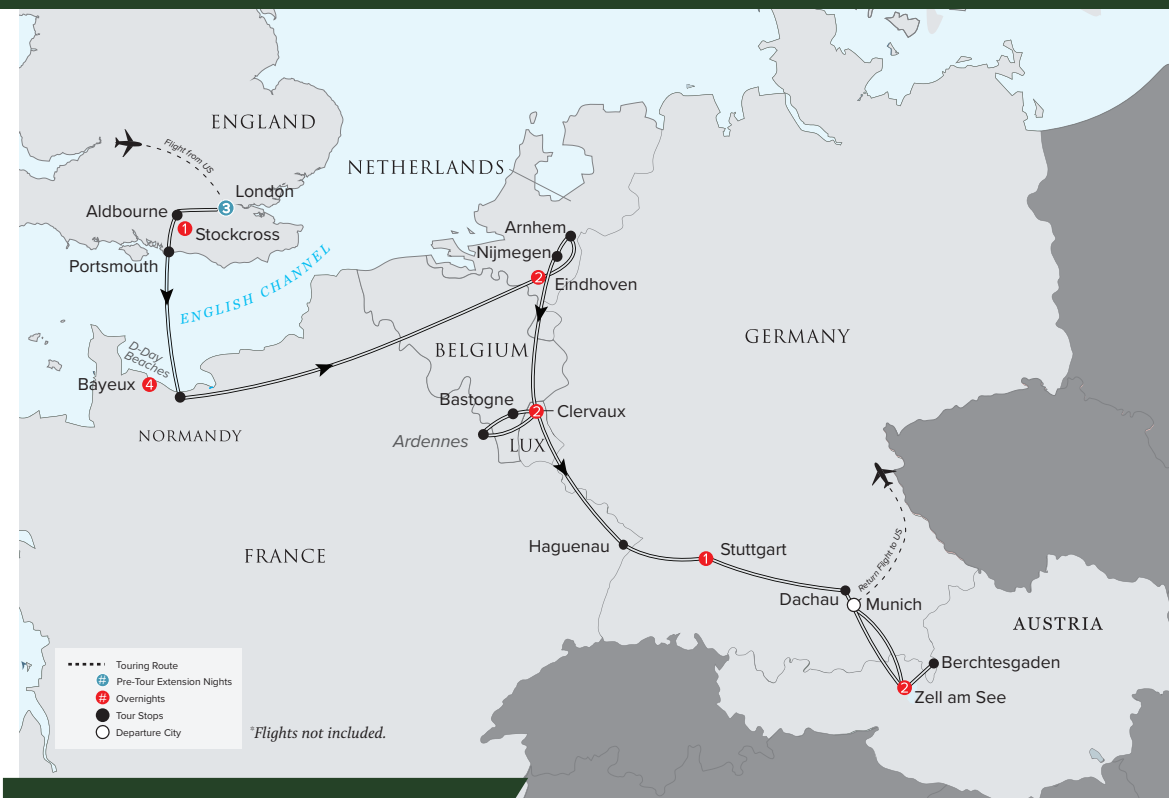 ENGLAND
Flight from US
NETHERLANDS
London
3
Aldbourne
1
Stockcross
Portsmouth
Arnhem
Nijmegen
2
Eindhoven
ENGLISH CHANNEL
GERMANY
D-Day
Beaches
BELGIUM
Bayeux
4
Bastogne
2
Clervaux
NORMANDY
Ardennes
LUX
Haguenau
FRANCE
1
Stuttgart
Return Flight to US
Dachau
Munich
AUSTRIA
Berchtesgaden
2
Zell am See
Touring Route
# Pre-Tour Extension Nights
# Overnights
Tour Stops
Departure City
*Flights not included.